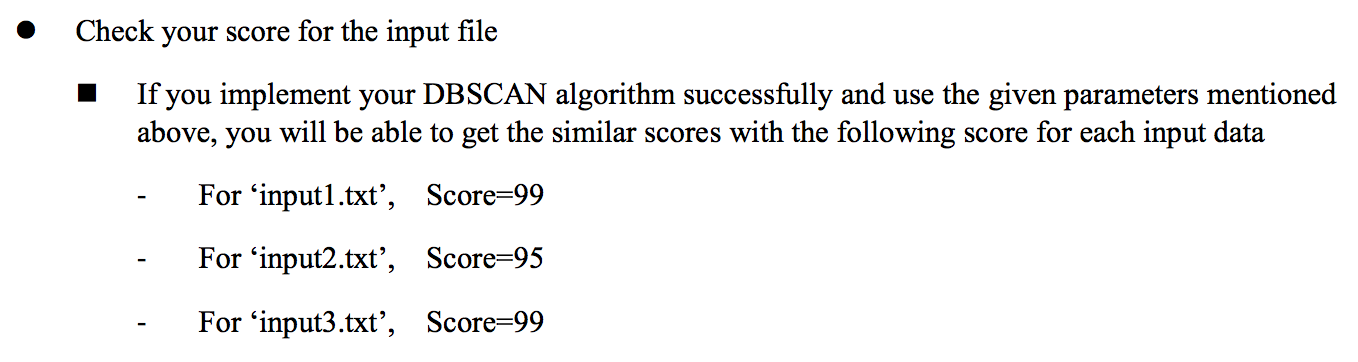 ● Check your score for the input file
■ If you implement your DBSCAN algorithm successfully and use the given parameters mentioned
above, you will be able to get the similar scores with the following score for each input data
- For ‘input1.txt’, Score=99
- For ‘input2.txt’, Score=95
- For ‘input3.txt’, Score=99